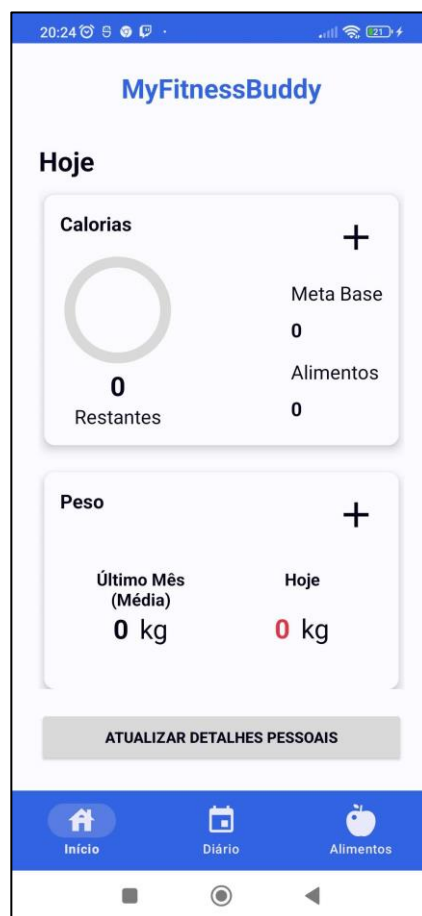 20:24
21
MyFitnessBuddy
Hoje
Calorias
Meta Base
0
Alimentos
0
0
Restantes
Peso
Último Mês
(Média)
0 kg
Hoje
0 kg
ATUALIZAR DETALHES PESSOAIS
Início
Diário
Alimentos